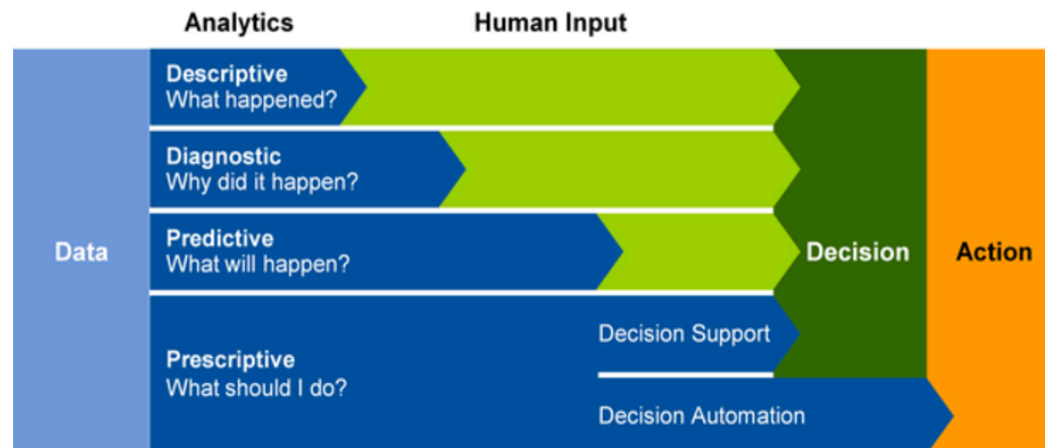 Analytics
Human Input
Data
Descriptive
What happened?
Diagnostic
Why did it happen?
Predictive
What will happen?
Prescriptive
What should I do?
Decision Support
Decision Automation
Decision
Action